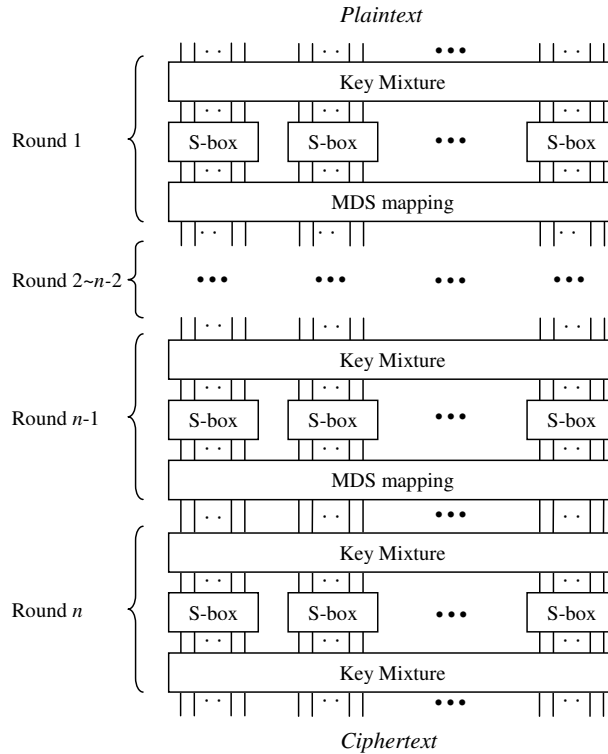 Plaintext
Key Mixture
Round 1
S-box S-box S-box
MDS mapping
Round 2~n-2
Key Mixture
Round n-1
S-box S-box S-box
MDS mapping
Key Mixture
Round n
S-box S-box S-box
Key Mixture
Ciphertext